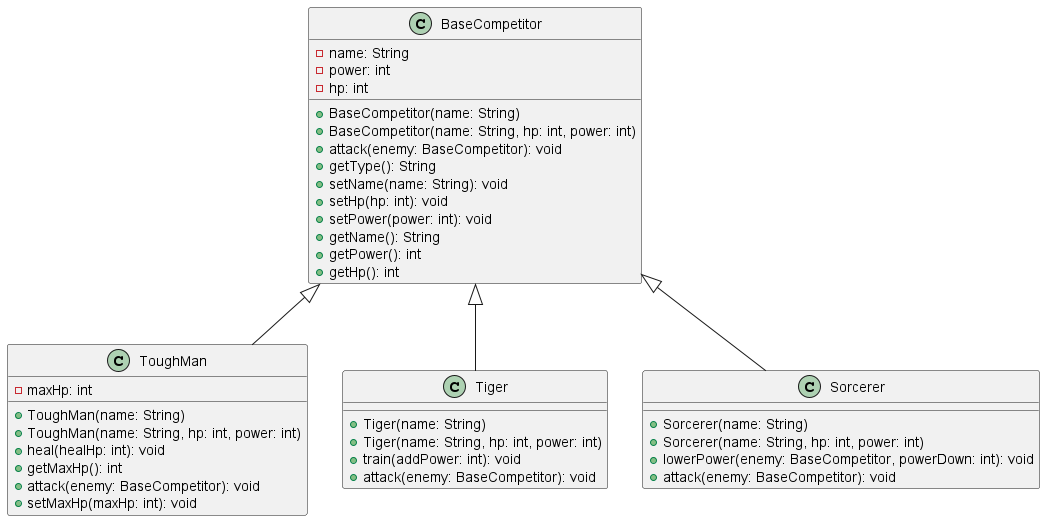 BaseCompetitor
name: String
power: int
hp: int
BaseCompetitor(name: String)
BaseCompetitor(name: String, hp: int, power: int)
attack(enemy: BaseCompetitor): void
getType(): String
setName(name: String): void
setHp(hp: int): void
setPower(power: int): void
getName(): String
getPower(): int
getHp(): int
ToughMan
maxHp: int
ToughMan(name: String)
ToughMan(name: String, hp: int, power: int)
heal(healHp: int): void
getMaxHp(): int
attack(enemy: BaseCompetitor): void
setMaxHp(maxHp: int): void
Tiger
Tiger(name: String)
Tiger(name: String, hp: int, power: int)
train(addPower: int): void
attack(enemy: BaseCompetitor): void
Sorcerer
Sorcerer(name: String)
Sorcerer(name: String, hp: int, power: int)
lowerPower(enemy: BaseCompetitor, powerDown: int): void
attack(enemy: BaseCompetitor): void